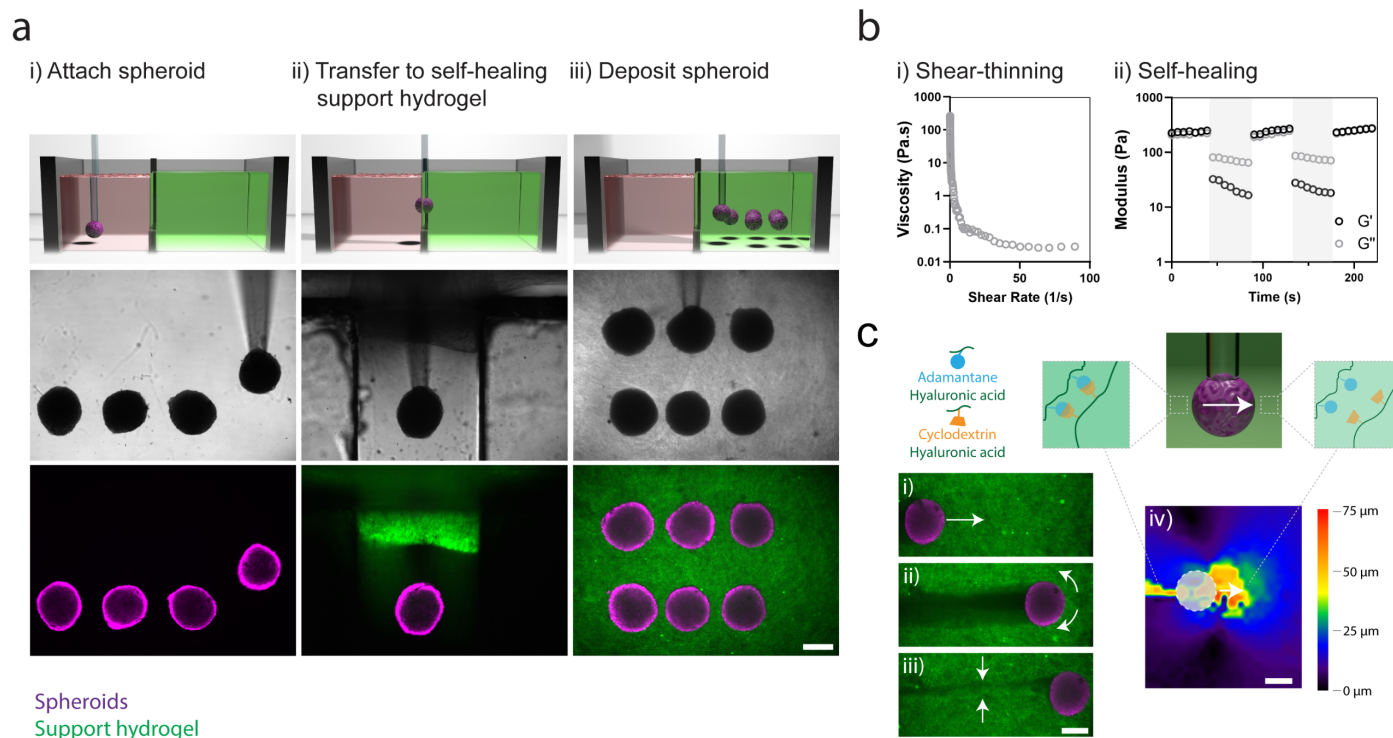 a
i) Attach spheroid
ii) Transfer to self-healing
support hydrogel
iii) Deposit spheroid
Spheroids
Support hydrogel
b
i) Shear-thinning
Viscosity (Pa.s)
1000
100
10
1
0.1
0.01
0
50
100
Shear Rate (1/s)
ii) Self-healing
Modulus (Pa)
1000
100
10
1
0
100
200
Time (s)
G'
G"
c
Adamantane
Hyaluronic acid
Cyclodextrin
Hyaluronic acid
i)
ii)
iii)
iv)
75 µm
50 µm
25 µm
0 µm